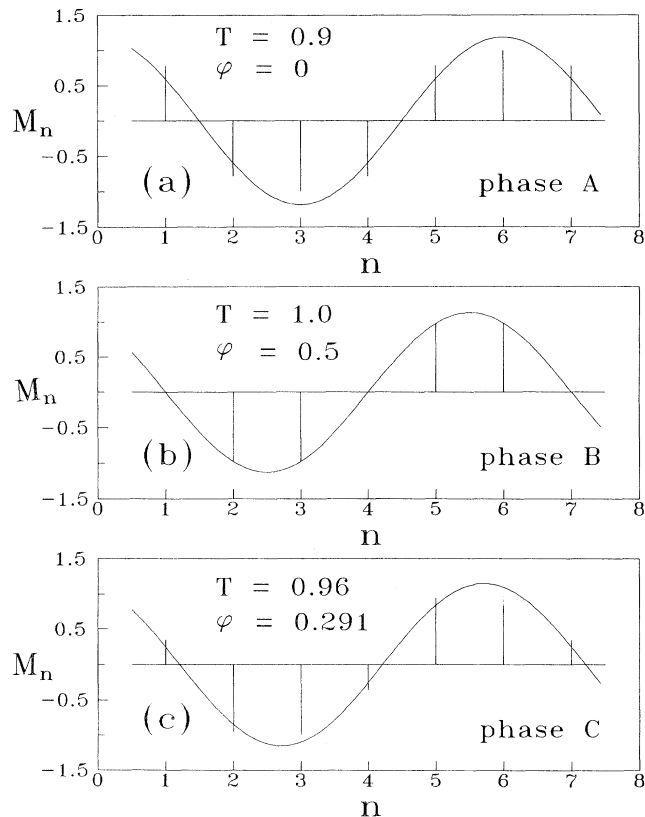 1.5
T = 0.9
φ = 0
0.5
M_n
-0.5
(a)
phase A
-1.5
0 1 2 3 4 5 6 7 8
n
1.5
T = 1.0
φ = 0.5
0.5
M_n
-0.5
(b)
phase B
-1.5
0 1 2 3 4 5 6 7 8
n
1.5
T = 0.96
φ = 0.291
0.5
M_n
-0.5
(c)
phase C
-1.5
0 1 2 3 4 5 6 7 8
n